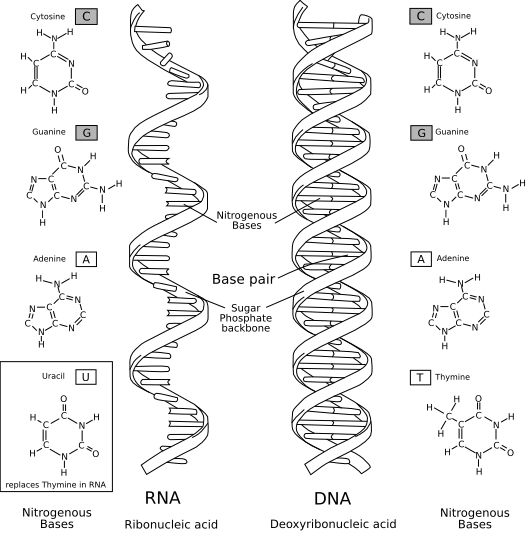 Cytosine C
H N H
H C C N
H C N C O
H
Guanine G
O H
N C C N
C N C N C N H
H H
Adenine A
H N H
N C C N
C N C N C
H
Uracil U
O
H C C N H
H C N C O
H
replaces Thymine in RNA
Nitrogenous
Bases
Nitrogenous
Bases
Base pair
Sugar
Phosphate
backbone
RNA
Ribonucleic acid
DNA
Deoxyribonucleic acid
C Cytosine
H N H
H C C N
H C N C O
H
G Guanine
O H
N C C N
C N C N C N H
H H
A Adenine
H N H
N C C N
C N C N C
H
T Thymine
H H C O
H C C C N H
H C N C O
H
Nitrogenous
Bases